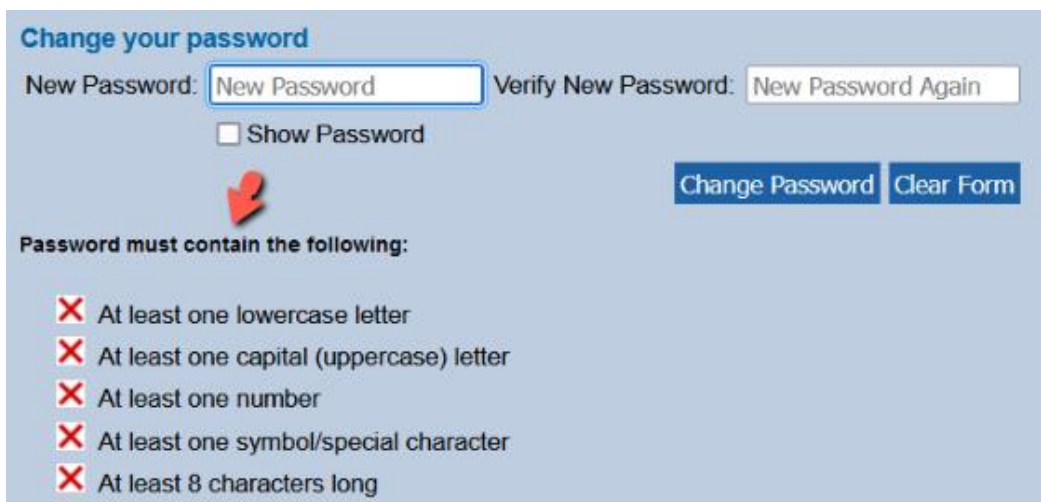 Change your password
New Password: New Password Verify New Password: New Password Again
Show Password
Change Password Clear Form
Password must contain the following:
At least one lowercase letter
At least one capital (uppercase) letter
At least one number
At least one symbol/special character
At least 8 characters long